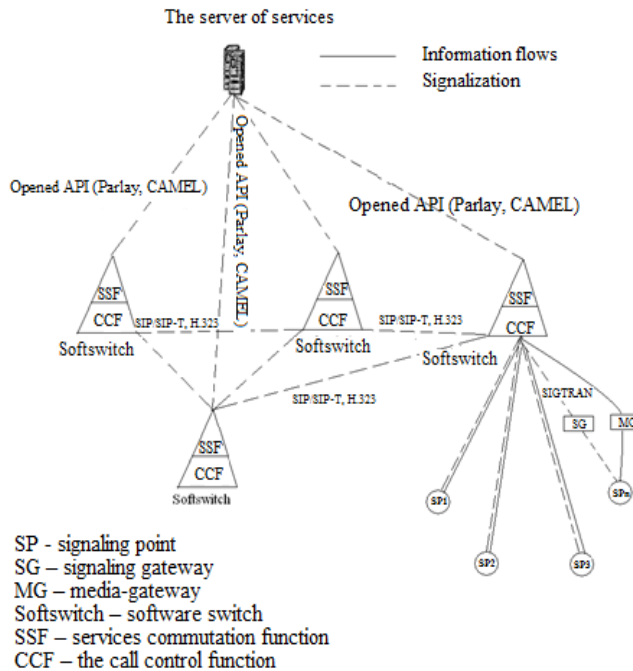 The server of services
Information flows
Signalization
Opened API (Parlay, CAMEL)
Opened API (Parlay, CAMEL)
Opened API (Parlay, CAMEL)
SSF
CCF
Softswitch
SIP/SIP-T, H.323
SSF
CCF
Softswitch
SIP/SIP-T, H.323
SSF
CCF
Softswitch
SIP/SIP-T, H.323
SSF
CCF
Softswitch
SIGTRAN
SG
MG
SP1
SP2
SP3
SPn
SP - signaling point
SG – signaling gateway
MG – media-gateway
Softswitch – software switch
SSF – services commutation function
CCF – the call control function